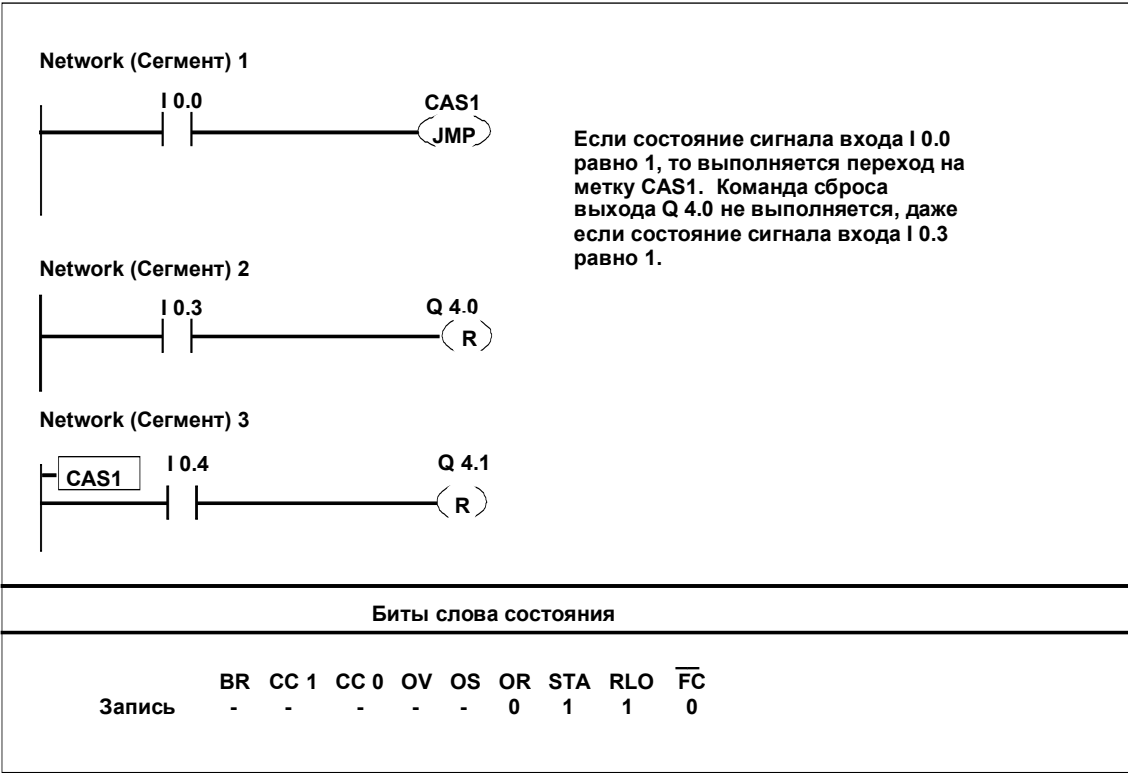 Network (Сегмент) 1
I 0.0 CAS1
JMP
Если состояние сигнала входа I 0.0
равно 1, то выполняется переход на
метку CAS1. Команда сброса
выхода Q 4.0 не выполняется, даже
если состояние сигнала входа I 0.3
равно 1.
Network (Сегмент) 2
I 0.3 Q 4.0
R
Network (Сегмент) 3
CAS1 I 0.4 Q 4.1
R
Биты слова состояния
BR CC 1 CC 0 OV OS OR STA RLO F̅C̅
Запись - - - - - 0 1 1 0